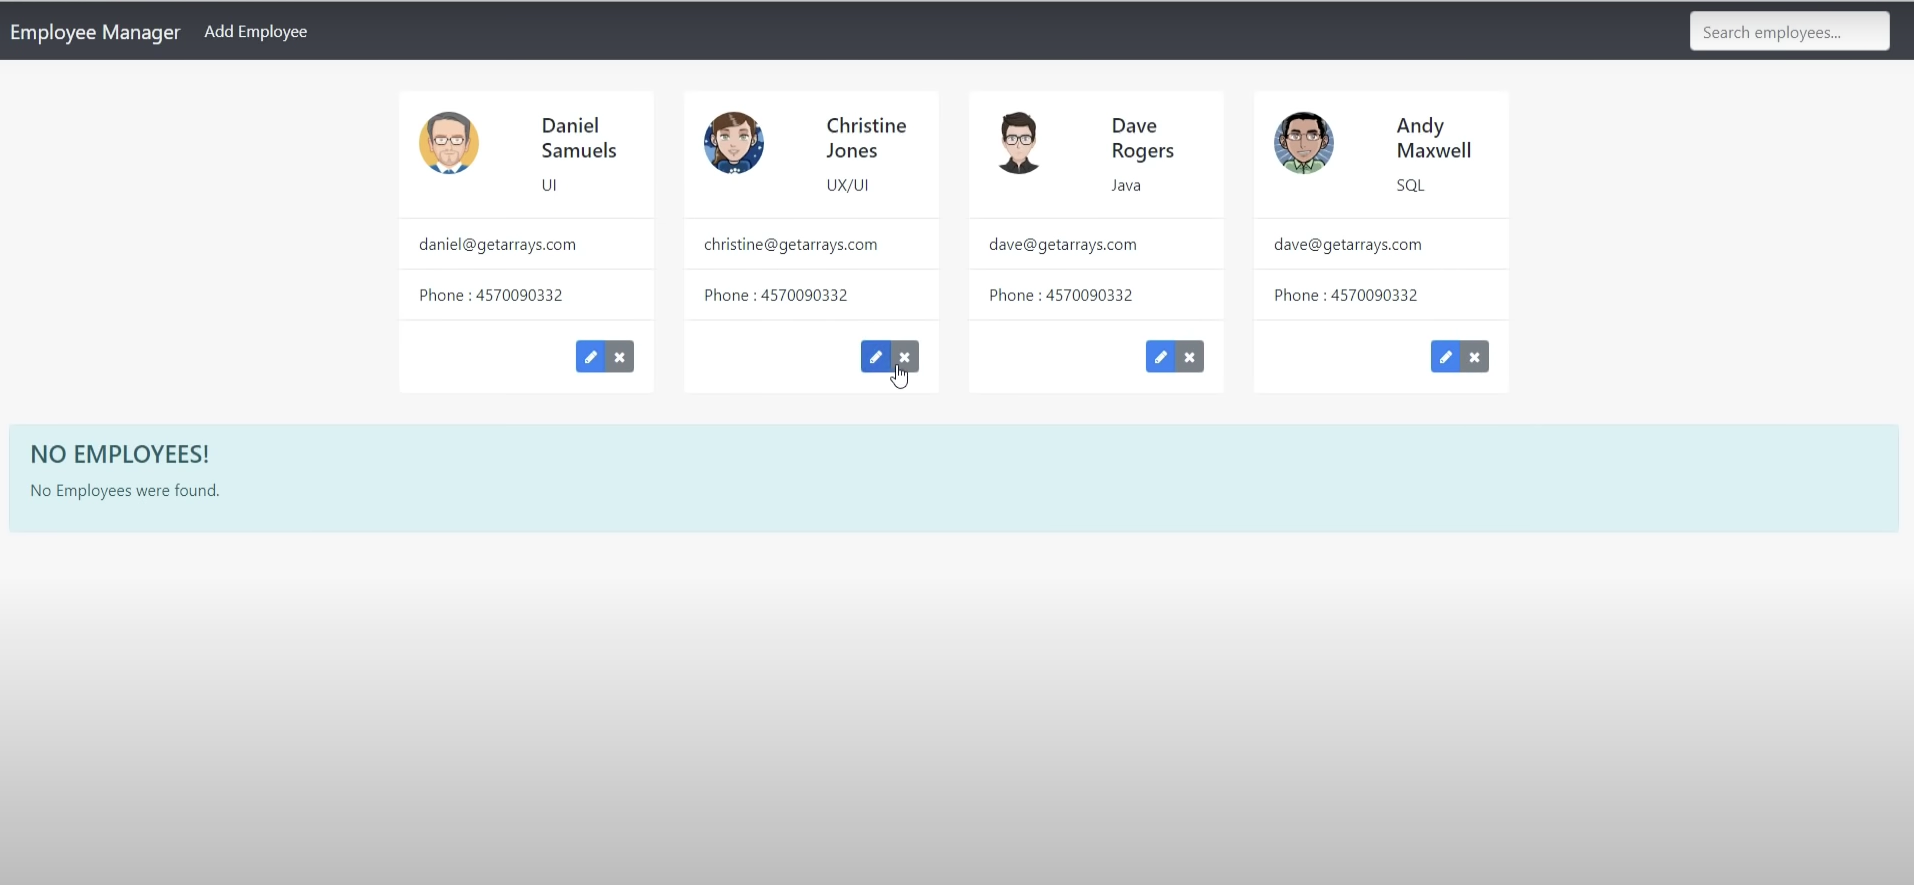 Employee Manager Add Employee Search employees...
Daniel
Samuels
UI
daniel@getarrays.com
Phone : 4570090332
Christine
Jones
UX/UI
christine@getarrays.com
Phone : 4570090332
Dave
Rogers
Java
dave@getarrays.com
Phone : 4570090332
Andy
Maxwell
SQL
dave@getarrays.com
Phone : 4570090332
NO EMPLOYEES!
No Employees were found.